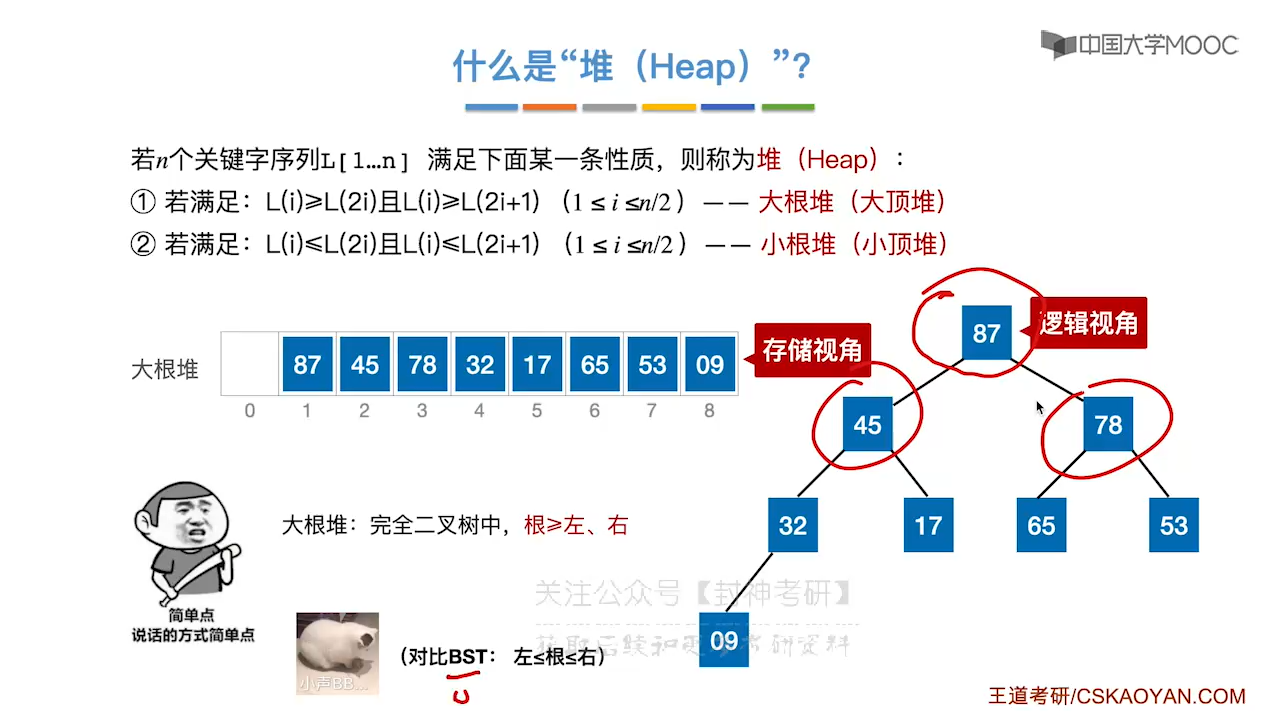 中国大学MOOC
什么是“堆（Heap）”?
若n个关键字序列L[1…n] 满足下面某一条性质，则称为堆（Heap）：
① 若满足：L(i)≥L(2i)且L(i)≥L(2i+1)（1 ≤ i ≤n/2 ）—— 大根堆（大顶堆）
② 若满足：L(i)≤L(2i)且L(i)≤L(2i+1)（1 ≤ i ≤n/2 ）—— 小根堆（小顶堆）
大根堆
87 45 78 32 17 65 53 09
0 1 2 3 4 5 6 7 8
存储视角
逻辑视角
87
45 78
32 17 65 53
09
大根堆：完全二叉树中，根≥左、右
简单点
说话的方式简单点
关注公众号【封神考研】
小声BB...
（对比BST： 左≤根≤右）
王道考研/CSKAOYAN.COM